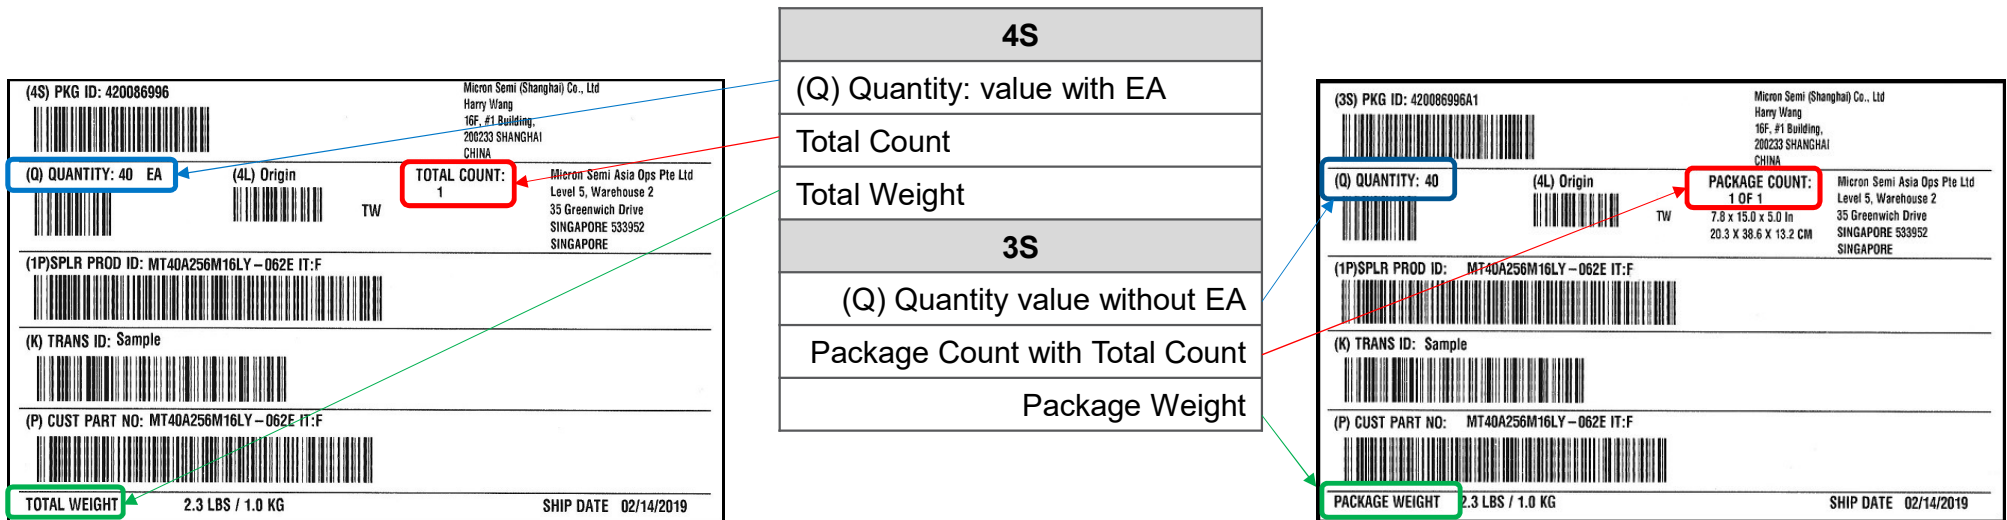 (4S) PKG ID: 420086996
Micron Semi (Shanghai) Co., Ltd
Harry Wang
16F, #1 Building,
200233 SHANGHAI
CHINA
(Q) QUANTITY: 40 EA
(4L) Origin
TW
TOTAL COUNT:
1
Micron Semi Asia Ops Pte Ltd
Level 5, Warehouse 2
35 Greenwich Drive
SINGAPORE 533952
SINGAPORE
(1P)SPLR PROD ID: MT40A256M16LY–062E IT:F
(K) TRANS ID: Sample
(P) CUST PART NO: MT40A256M16LY–062E IT:F
TOTAL WEIGHT 2.3 LBS / 1.0 KG SHIP DATE 02/14/2019
4S
(Q) Quantity: value with EA
Total Count
Total Weight
3S
(Q) Quantity value without EA
Package Count with Total Count
Package Weight
(3S) PKG ID: 420086996A1
Micron Semi (Shanghai) Co., Ltd
Harry Wang
16F, #1 Building,
200233 SHANGHAI
CHINA
(Q) QUANTITY: 40
(4L) Origin
TW
PACKAGE COUNT:
1 OF 1
7.8 x 15.0 x 5.0 In
20.3 X 38.6 X 13.2 CM
Micron Semi Asia Ops Pte Ltd
Level 5, Warehouse 2
35 Greenwich Drive
SINGAPORE 533952
SINGAPORE
(1P)SPLR PROD ID: MT40A256M16LY–062E IT:F
(K) TRANS ID: Sample
(P) CUST PART NO: MT40A256M16LY–062E IT:F
PACKAGE WEIGHT 2.3 LBS / 1.0 KG SHIP DATE 02/14/2019